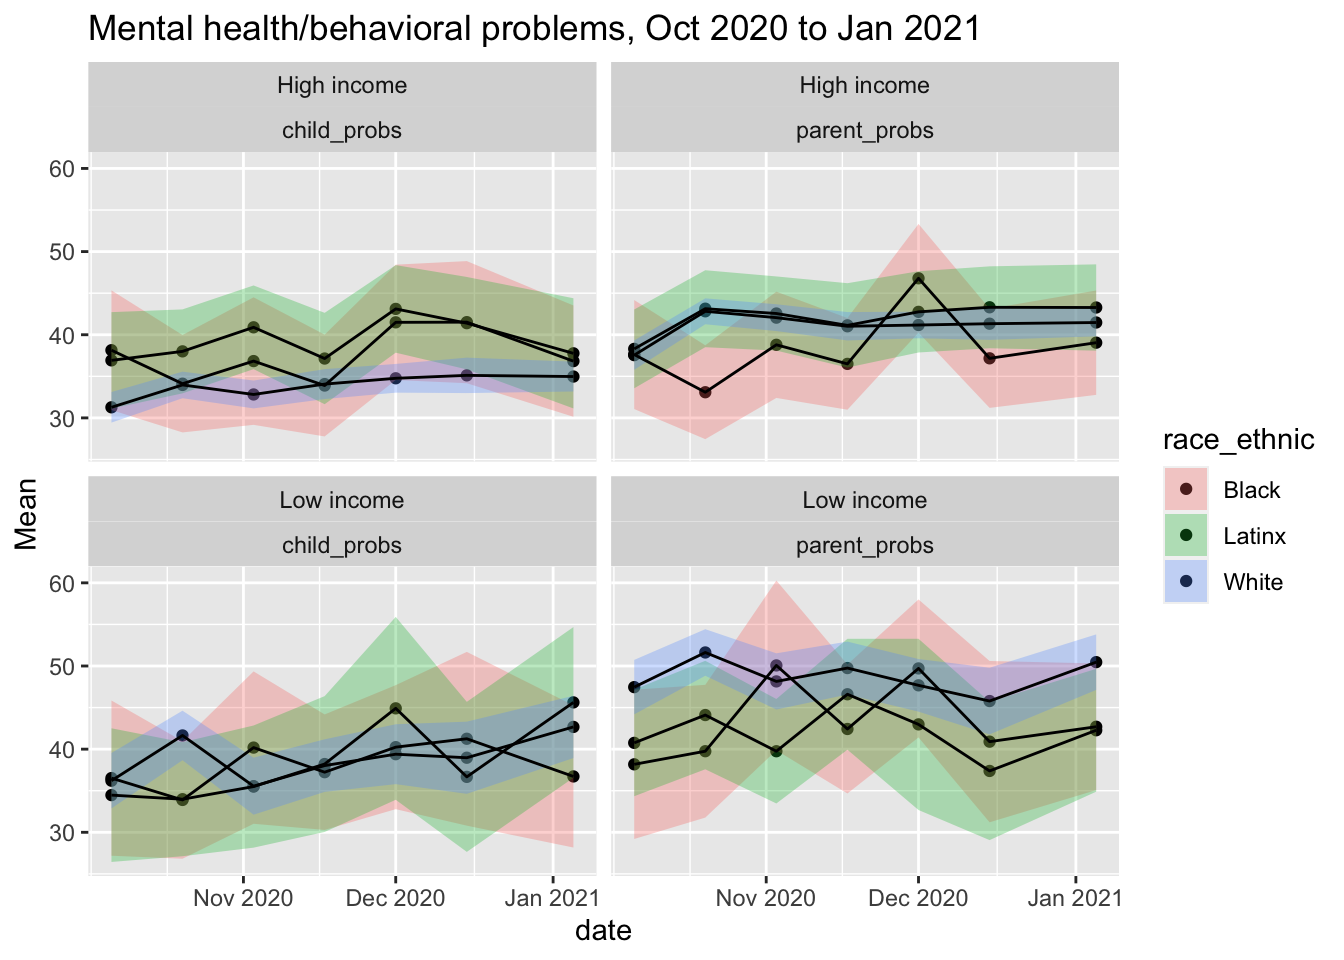 Mental health/behavioral problems, Oct 2020 to Jan 2021
High income
child_probs
High income
parent_probs
60
50
40
30
Low income
child_probs
Low income
parent_probs
60
50
40
30
Mean
Nov 2020
Dec 2020
Jan 2021
Nov 2020
Dec 2020
Jan 2021
date
race_ethnic
Black
Latinx
White